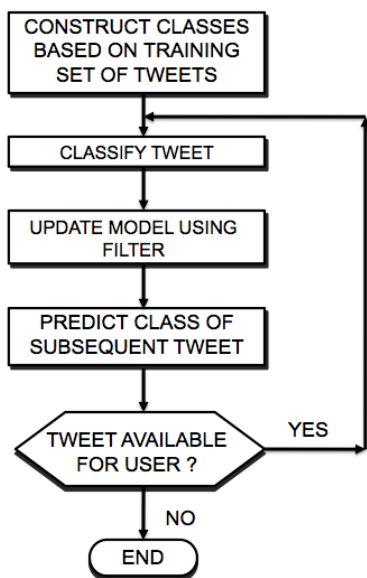 CONSTRUCT CLASSES
BASED ON TRAINING
SET OF TWEETS
CLASSIFY TWEET
UPDATE MODEL USING
FILTER
PREDICT CLASS OF
SUBSEQUENT TWEET
TWEET AVAILABLE
FOR USER ?
YES
NO
END